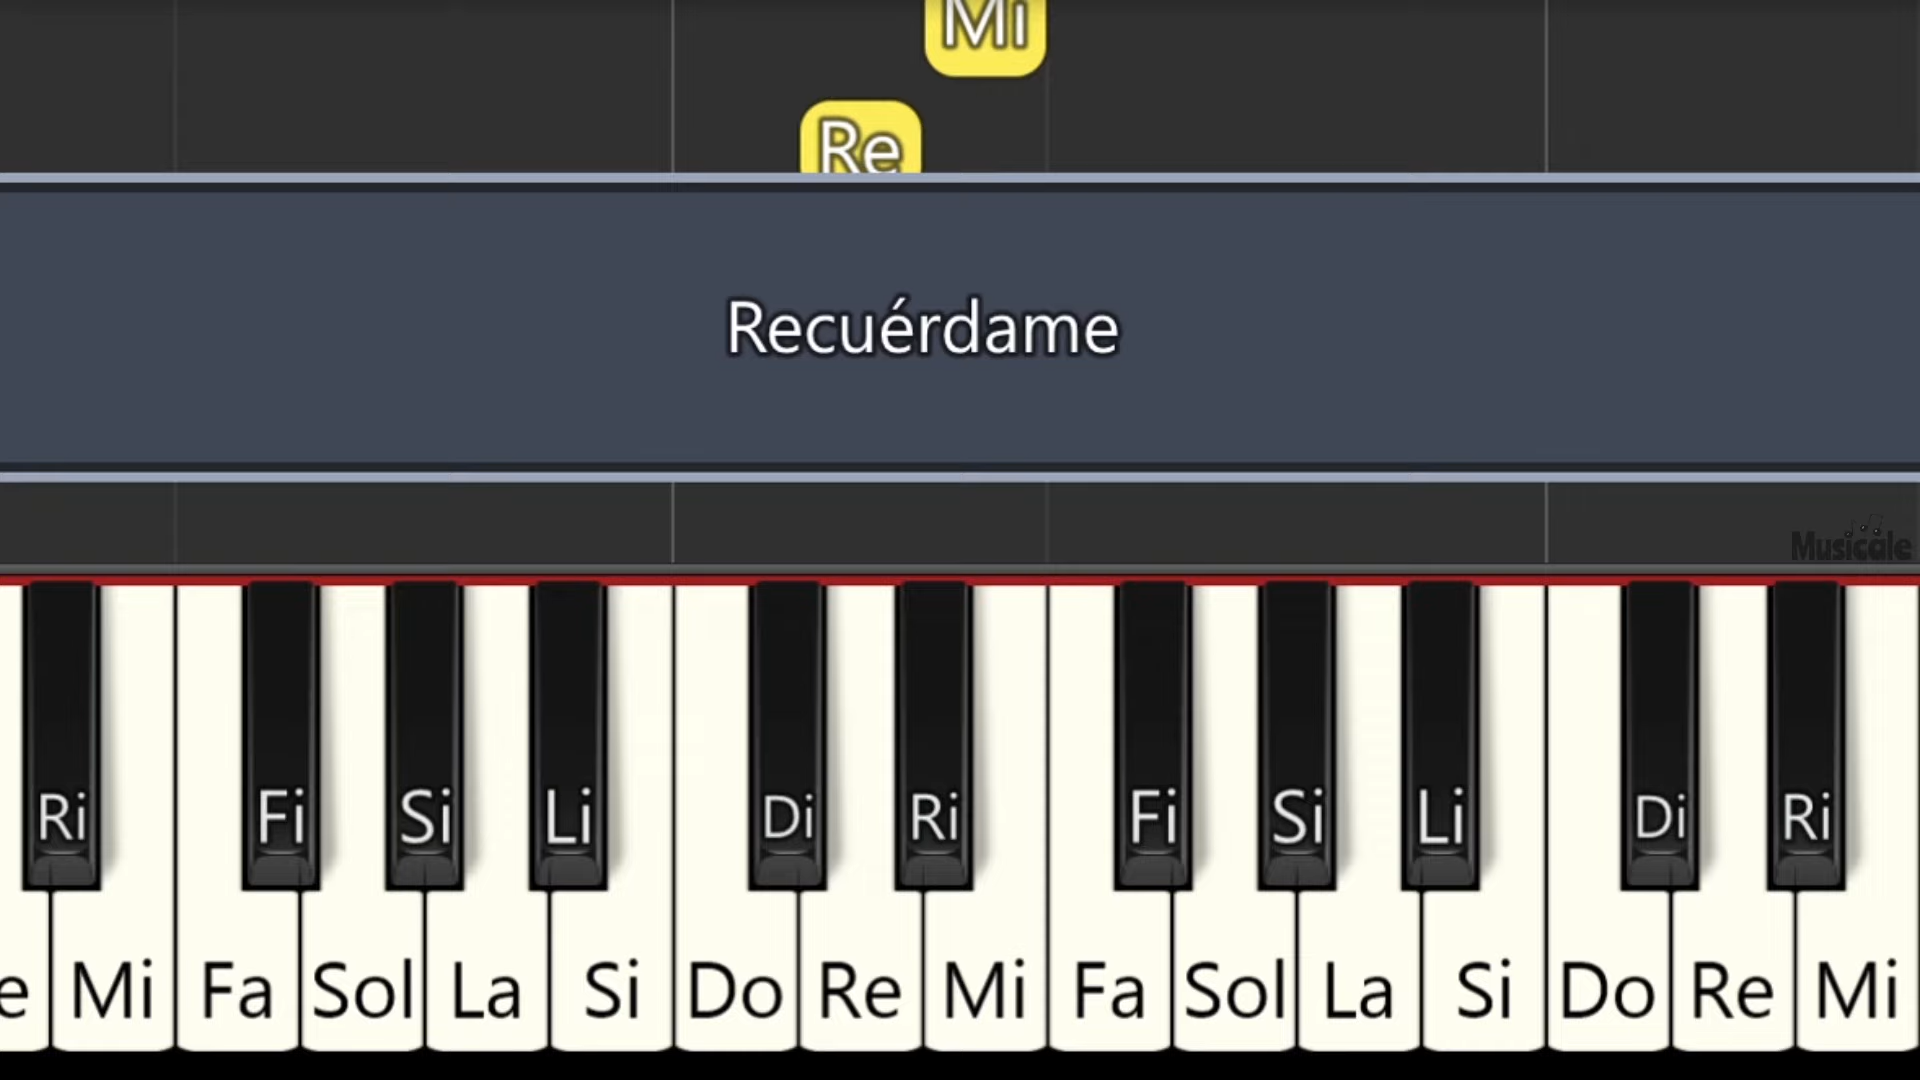 Mi
Re
Recuérdame
Musicale
Ri Fi Si Li Di Ri Fi Si Li Di Ri
e Mi Fa Sol La Si Do Re Mi Fa Sol La Si Do Re Mi